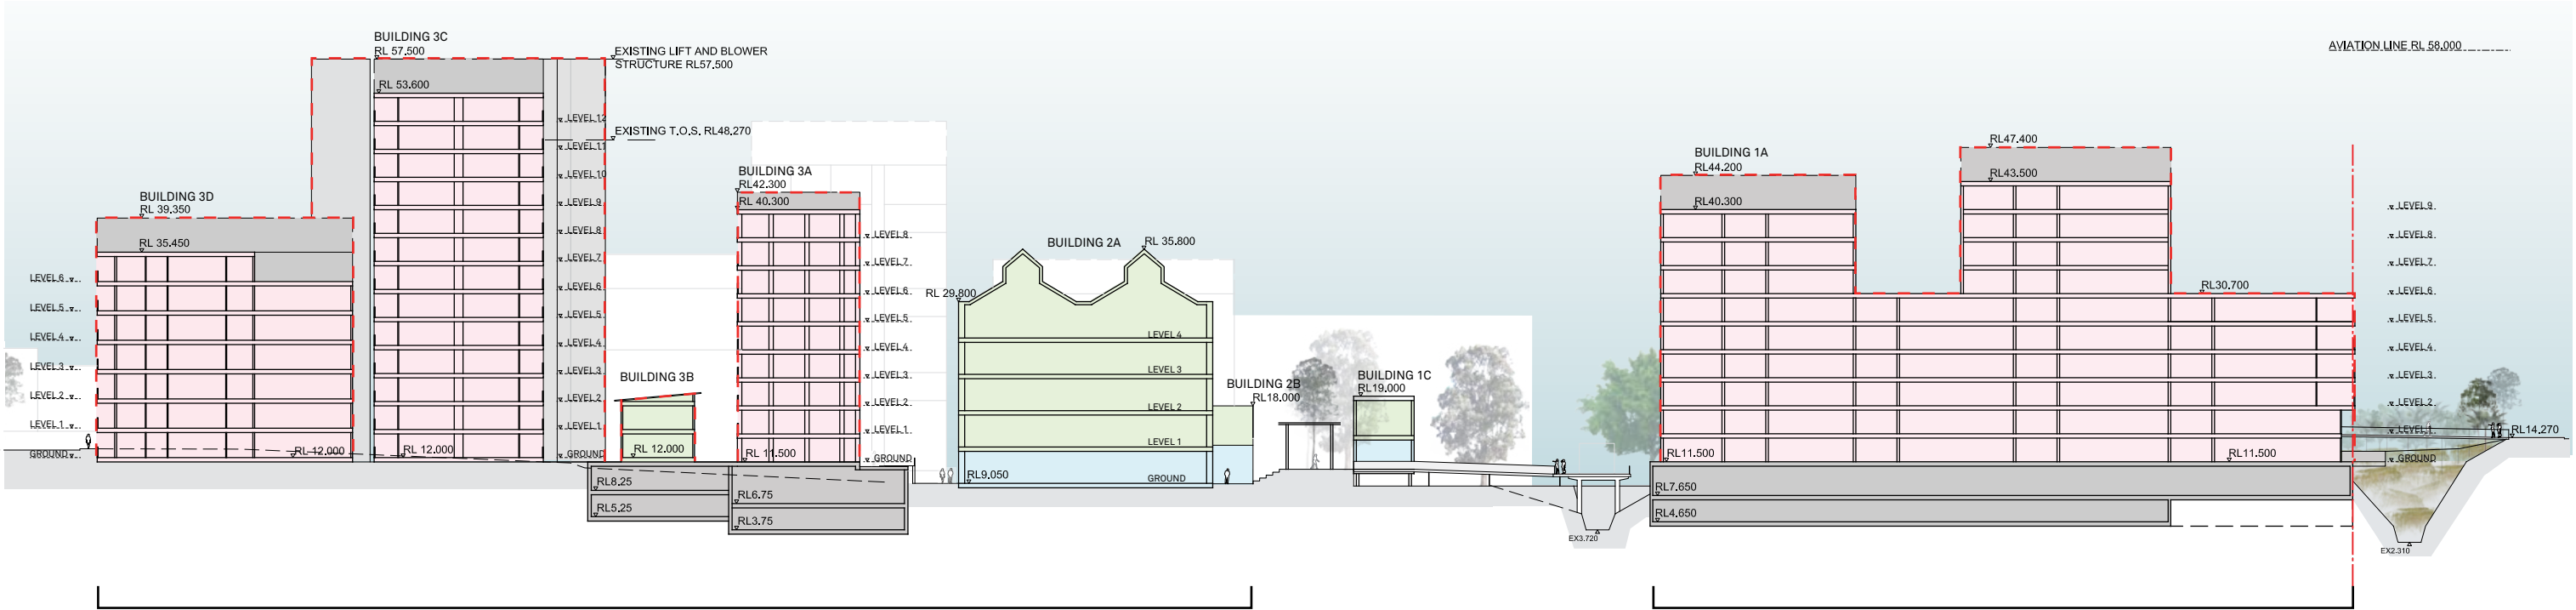 BUILDING 3C
RL 57.500
EXISTING LIFT AND BLOWER
STRUCTURE RL57.500
AVIATION LINE RL 58.000
RL 53.600
LEVEL 12
EXISTING T.O.S. RL48.270
LEVEL 11
LEVEL 10
LEVEL 9
LEVEL 8
LEVEL 7
LEVEL 6
LEVEL 5
LEVEL 4
LEVEL 3
LEVEL 2
LEVEL 1
GROUND
RL 12.000
BUILDING 3D
RL 39.350
RL 35.450
LEVEL 6
LEVEL 5
LEVEL 4
LEVEL 3
LEVEL 2
LEVEL 1
GROUND
RL 12.000
BUILDING 3B
RL 12.000
RL8.25
RL5.25
BUILDING 3A
RL42.300
RL 40.300
LEVEL 8
LEVEL 7
LEVEL 6
LEVEL 5
LEVEL 4
LEVEL 3
LEVEL 2
LEVEL 1
GROUND
RL 11.500
RL6.75
RL3.75
BUILDING 2A
RL 35.800
RL 29.800
LEVEL 4
LEVEL 3
LEVEL 2
LEVEL 1
GROUND
RL9.050
BUILDING 2B
RL18.000
BUILDING 1C
RL19.000
EX3.720
BUILDING 1A
RL44.200
RL40.300
RL47.400
RL43.500
RL30.700
RL11.500
RL11.500
RL7.650
RL4.650
LEVEL 9
LEVEL 8
LEVEL 7
LEVEL 6
LEVEL 5
LEVEL 4
LEVEL 3
LEVEL 2
LEVEL 1
GROUND
RL14.270
EX2.310